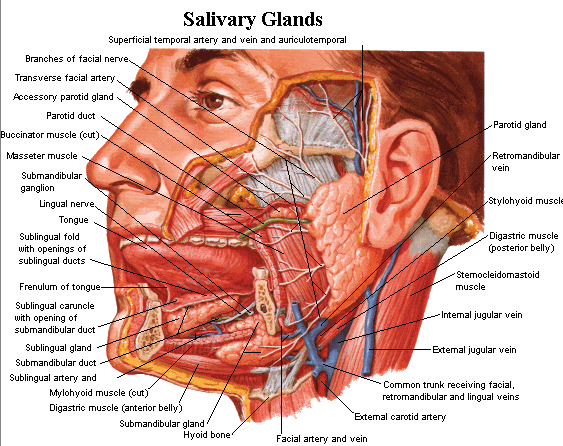 Salivary Glands
Superficial temporal artery and vein and auriculotemporal
Branches of facial nerve
Transverse facial artery
Accessory parotid gland
Parotid duct
Buccinator muscle (cut)
Masseter muscle
Submandibular
ganglion
Lingual nerve
Tongue
Sublingual fold
with openings of
sublingual ducts
Frenulum of tongue
Sublingual caruncle
with opening of
submandibular duct
Sublingual gland
Submandibular duct
Sublingual artery and
Mylohyoid muscle (cut)
Digastric muscle (anterior belly)
Submandibular gland
Hyoid bone
Facial artery and vein
Parotid gland
Retromandibular
vein
Stylohyoid muscle
Digastric muscle
(posterior belly)
Sternocleidomastoid
muscle
Internal jugular vein
External jugular vein
Common trunk receiving facial,
retromandibular and lingual veins
External carotid artery